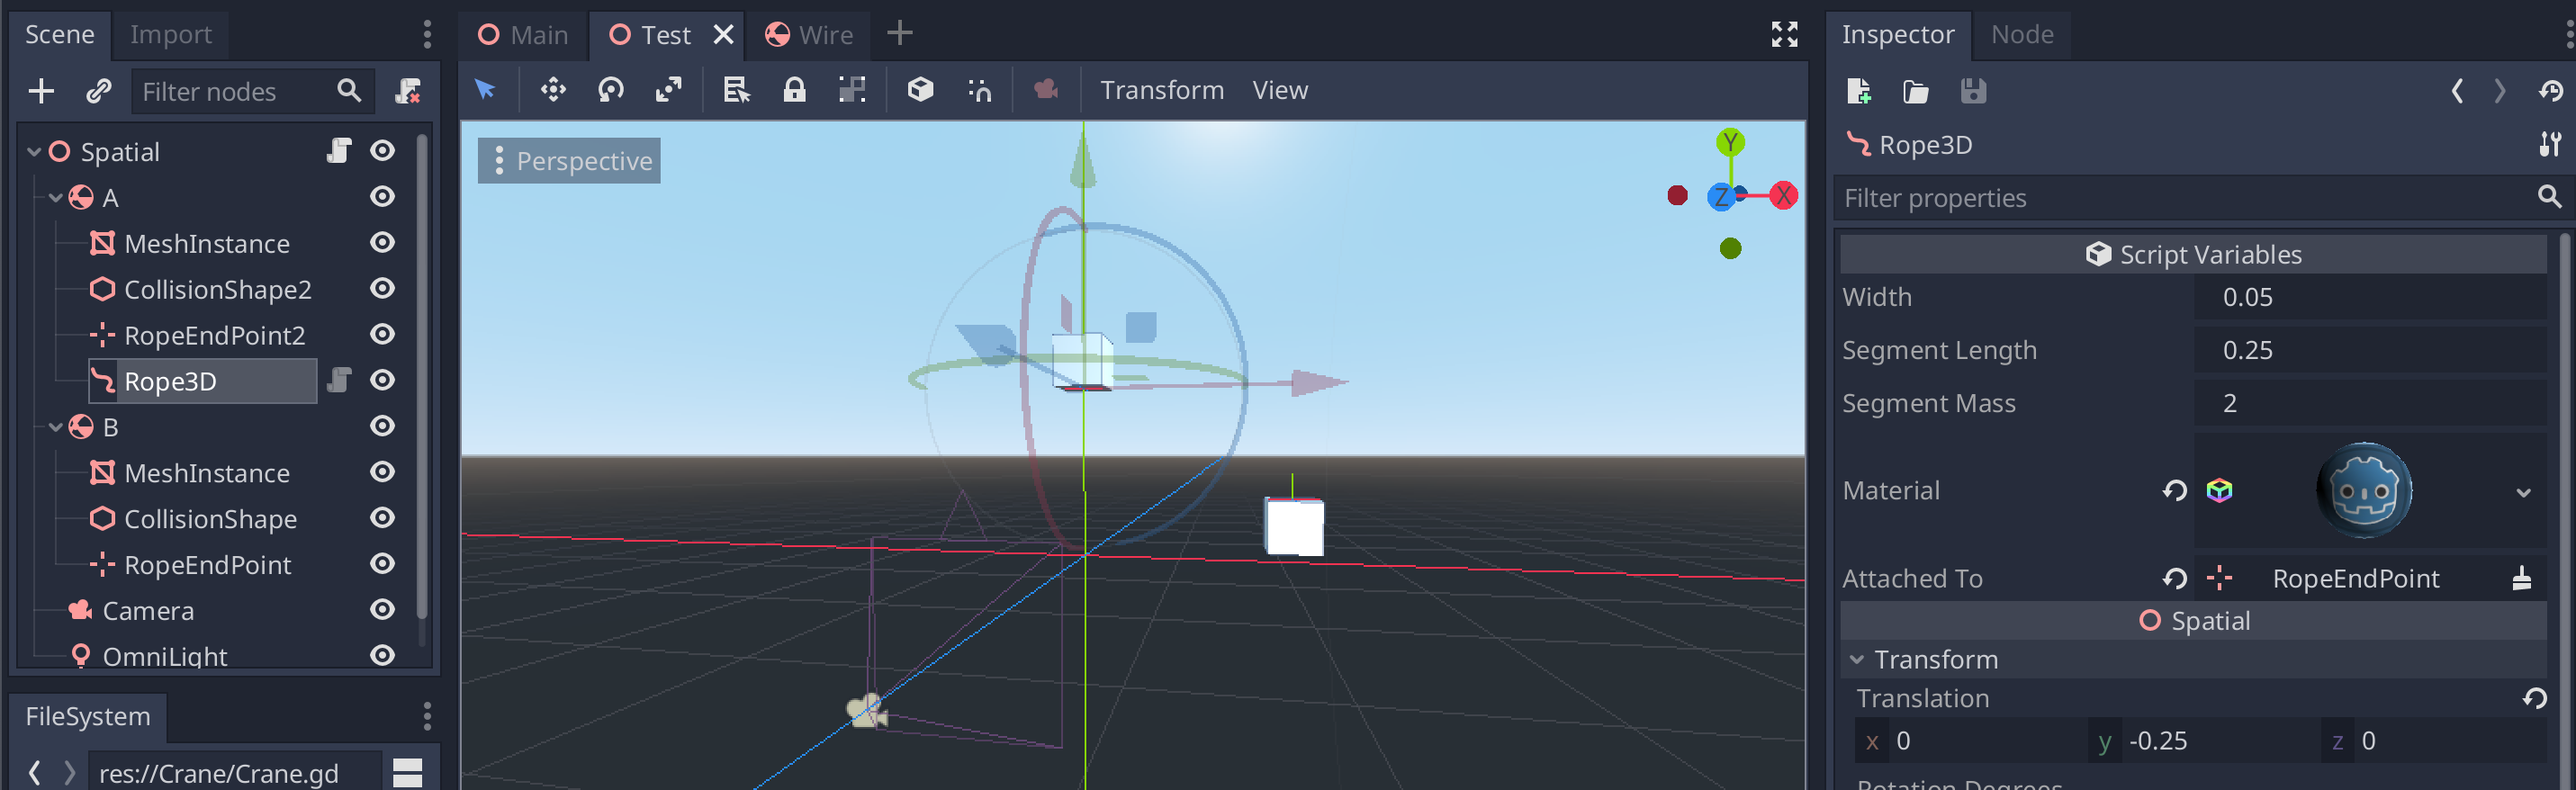 Scene
Import
Filter nodes
Spatial
A
MeshInstance
CollisionShape2
RopeEndPoint2
Rope3D
B
MeshInstance
CollisionShape
RopeEndPoint
Camera
OmniLight
FileSystem
res://Crane/Crane.gd
Main
Test
Wire
Transform
View
Perspective
Y
Z
X
Inspector
Node
Rope3D
Filter properties
Script Variables
Width 0.05
Segment Length 0.25
Segment Mass 2
Material
Attached To RopeEndPoint
Spatial
Transform
Translation
x 0 y -0.25 z 0
Rotation Degrees